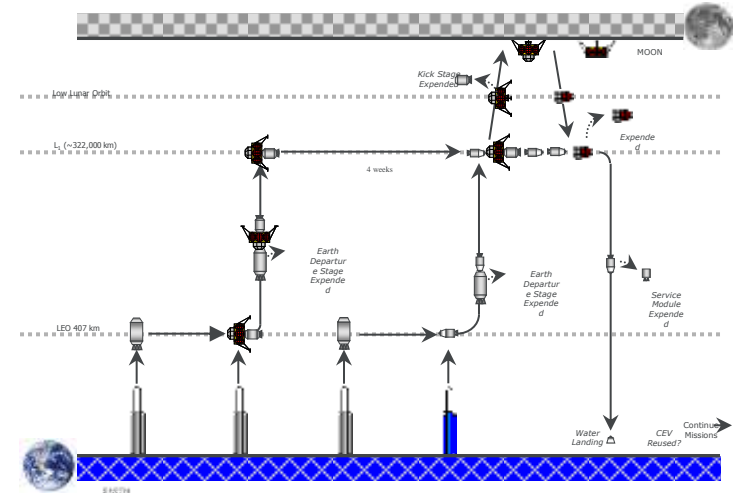 MOON
Kick Stage
Expended
Low Lunar Orbit
Expende
d
L₁ (~322,000 km)
4 weeks
Earth
Departur
e Stage
Expende
d
Earth
Departur
e Stage
Expende
d
Service
Module
Expende
d
LEO 407 km
Water
Landing
CEV
Reused?
Continue
Missions
EARTH